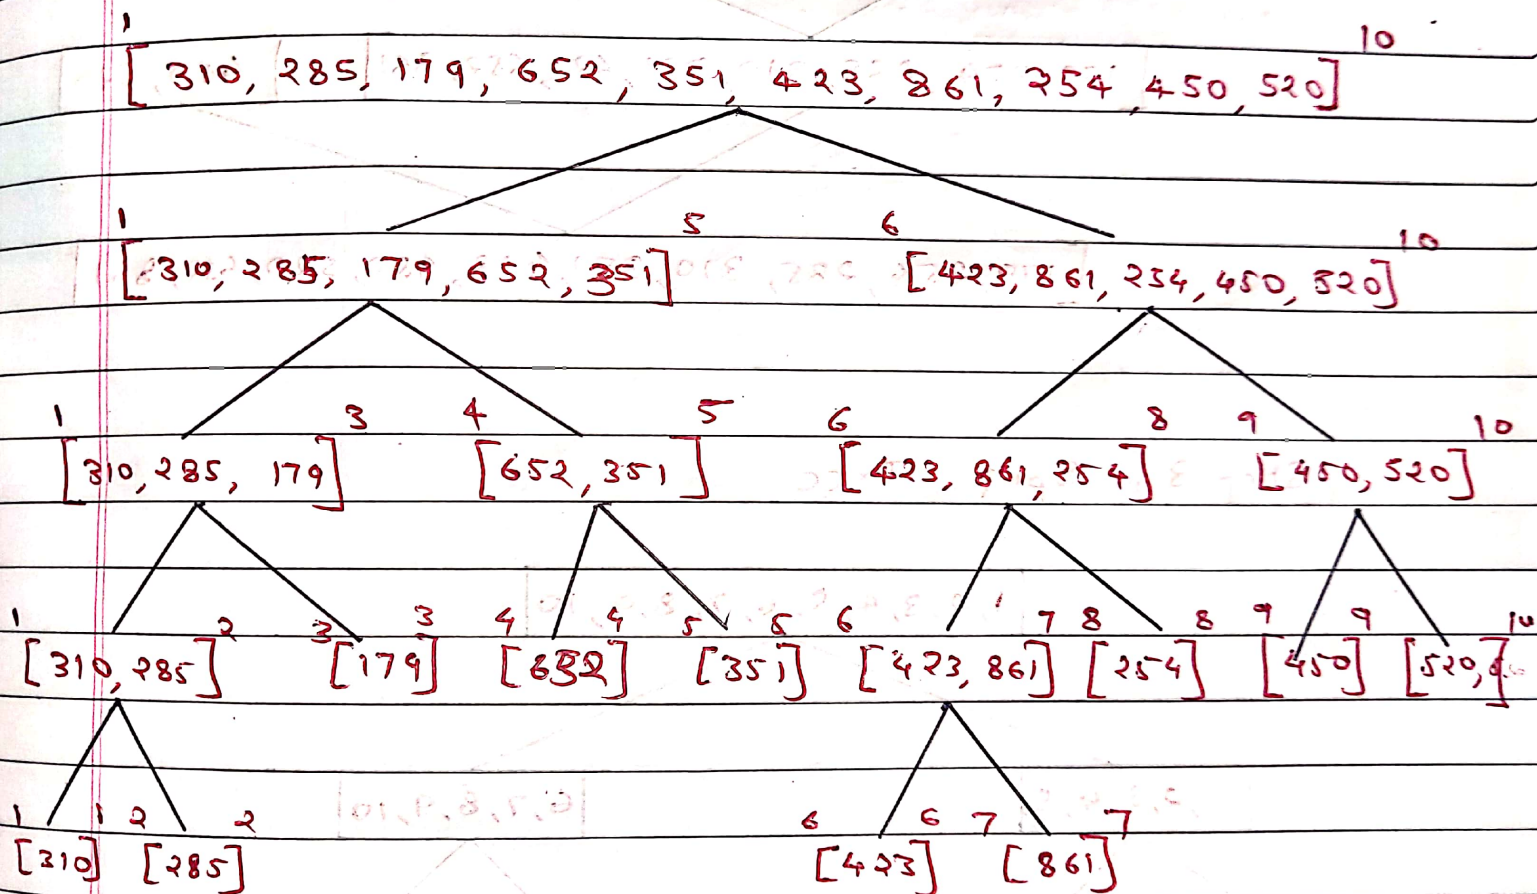 1 10
[310, 285, 179, 652, 351, 423, 861, 254, 450, 520]
1 5 6 10
[310, 285, 179, 652, 351] [423, 861, 254, 450, 520]
1 3 4 5 6 8 9 10
[310, 285, 179] [652, 351] [423, 861, 254] [450, 520]
1 2 3 3 4 4 5 5 6 7 8 8 9 9 10
[310, 285] [179] [652] [351] [423, 861] [254] [450] [520,]
1 1 2 2 6 6 7 7
[310] [285] [423] [861]